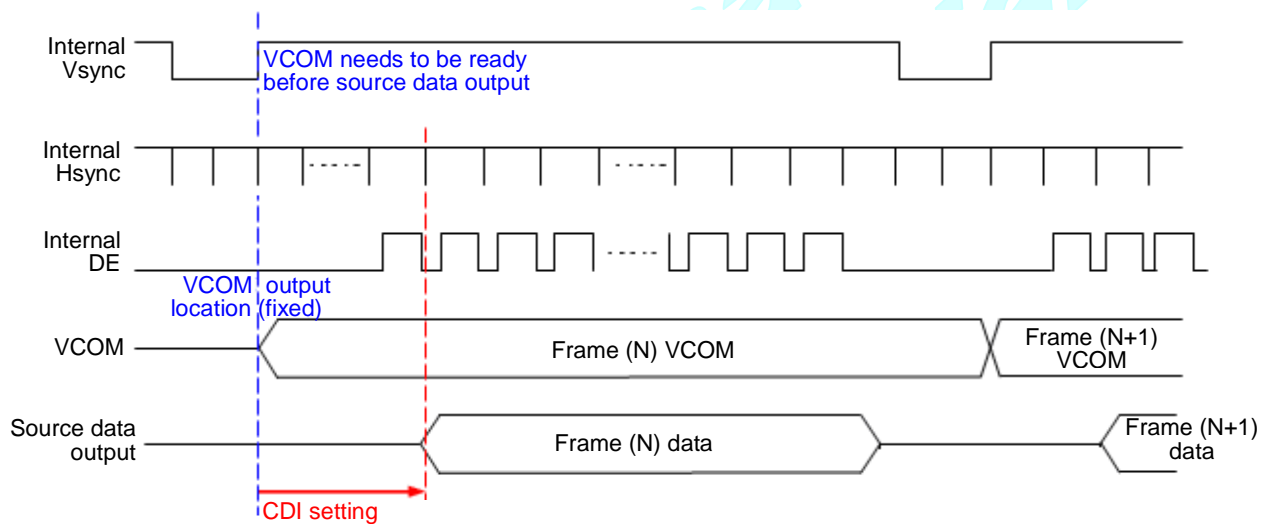 Internal
Vsync
VCOM needs to be ready
before source data output
Internal
Hsync
Internal
DE
VCOM output
location (fixed)
VCOM
Frame (N) VCOM
Frame (N+1)
VCOM
Source data
output
Frame (N) data
Frame (N+1)
data
CDI setting